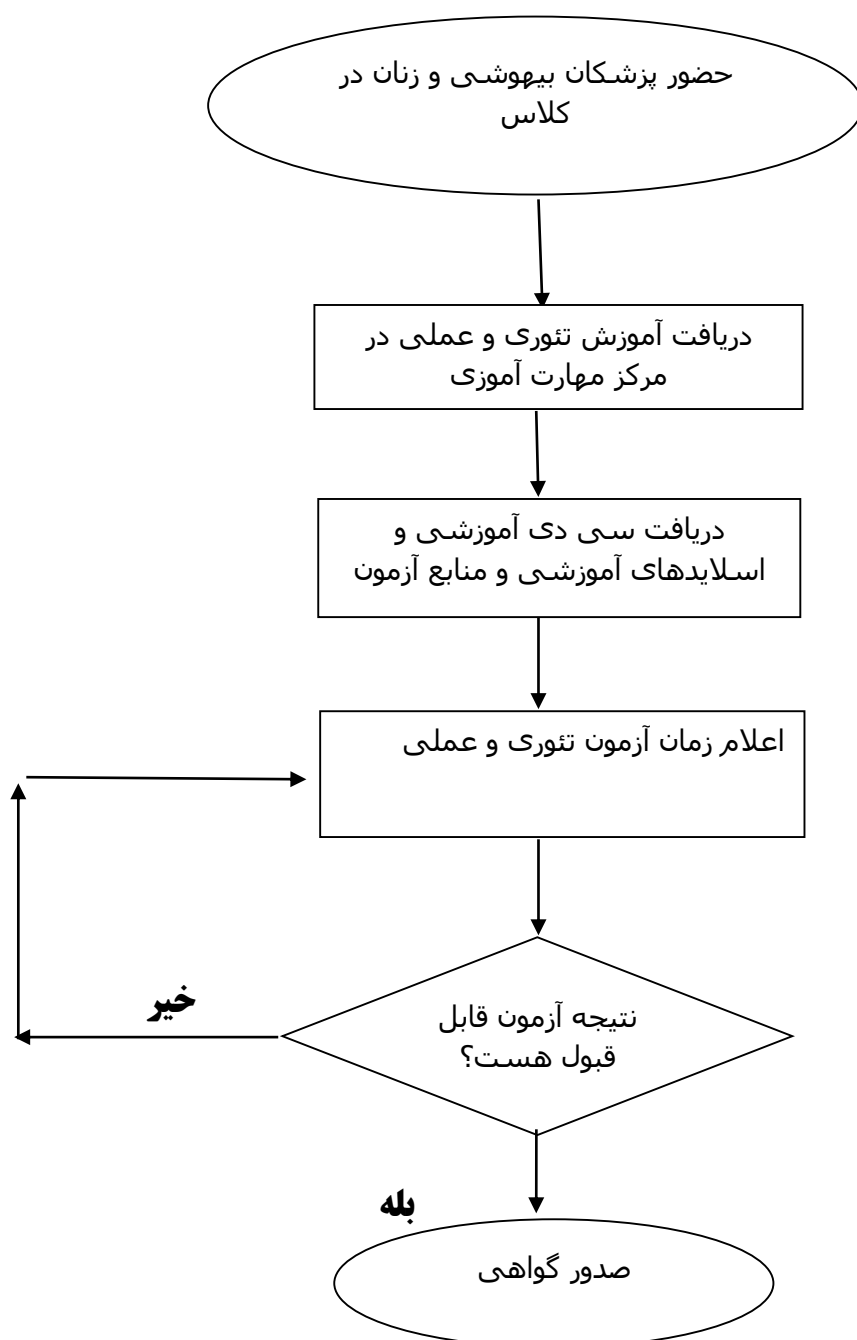 حضور پزشکان بیهوشی و زنان در
کلاس
دریافت آموزش تئوری و عملی در
مرکز مهارت آموزی
دریافت سی دی آموزشی و
اسلایدهای آموزشی و منابع آزمون
اعلام زمان آزمون تئوری و عملی
خیر
نتیجه آزمون قابل
قبول هست؟
بله
صدور گواهی